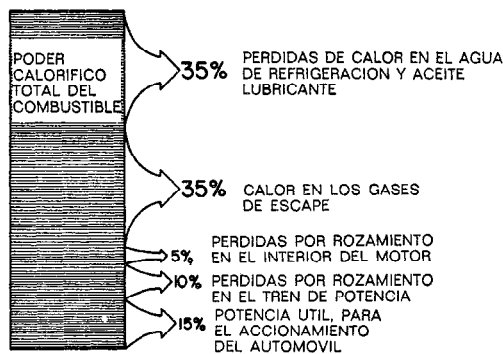 PODER
CALORIFICO
TOTAL DEL
COMBUSTIBLE
35% PERDIDAS DE CALOR EN EL AGUA
DE REFRIGERACION Y ACEITE
LUBRICANTE
35% CALOR EN LOS GASES
DE ESCAPE
5% PERDIDAS POR ROZAMIENTO
EN EL INTERIOR DEL MOTOR
10% PERDIDAS POR ROZAMIENTO
EN EL TREN DE POTENCIA
15% POTENCIA UTIL, PARA
EL ACCIONAMIENTO
DEL AUTOMOVIL